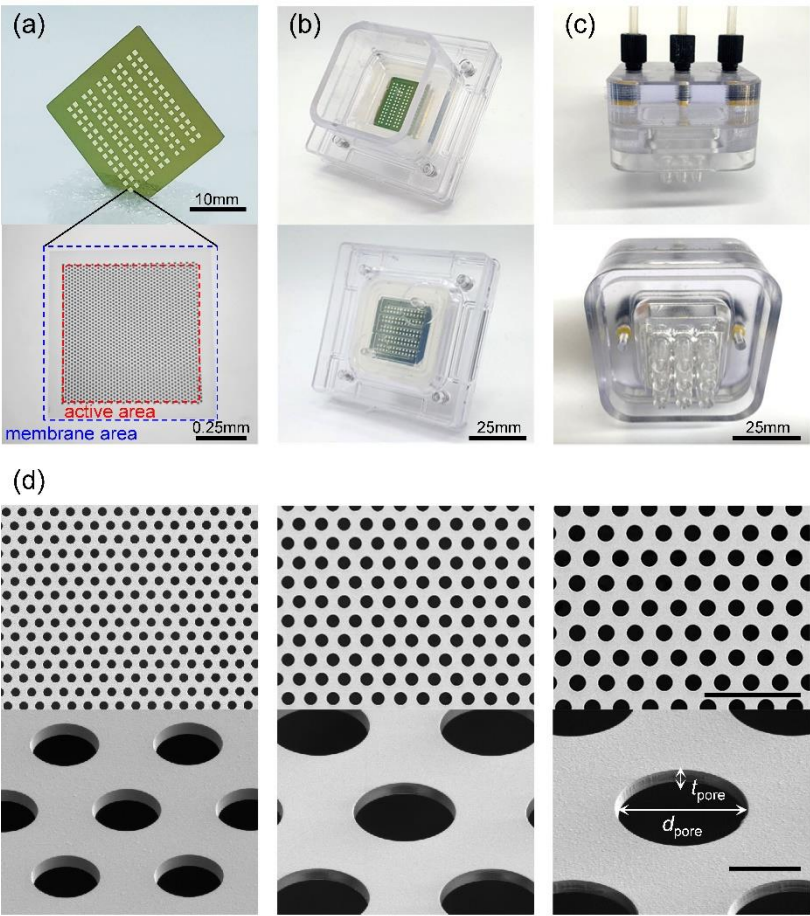 (a)
(b)
(c)
10mm
active area
0.25mm
membrane area
25mm
25mm
(d)
t_pore
d_pore